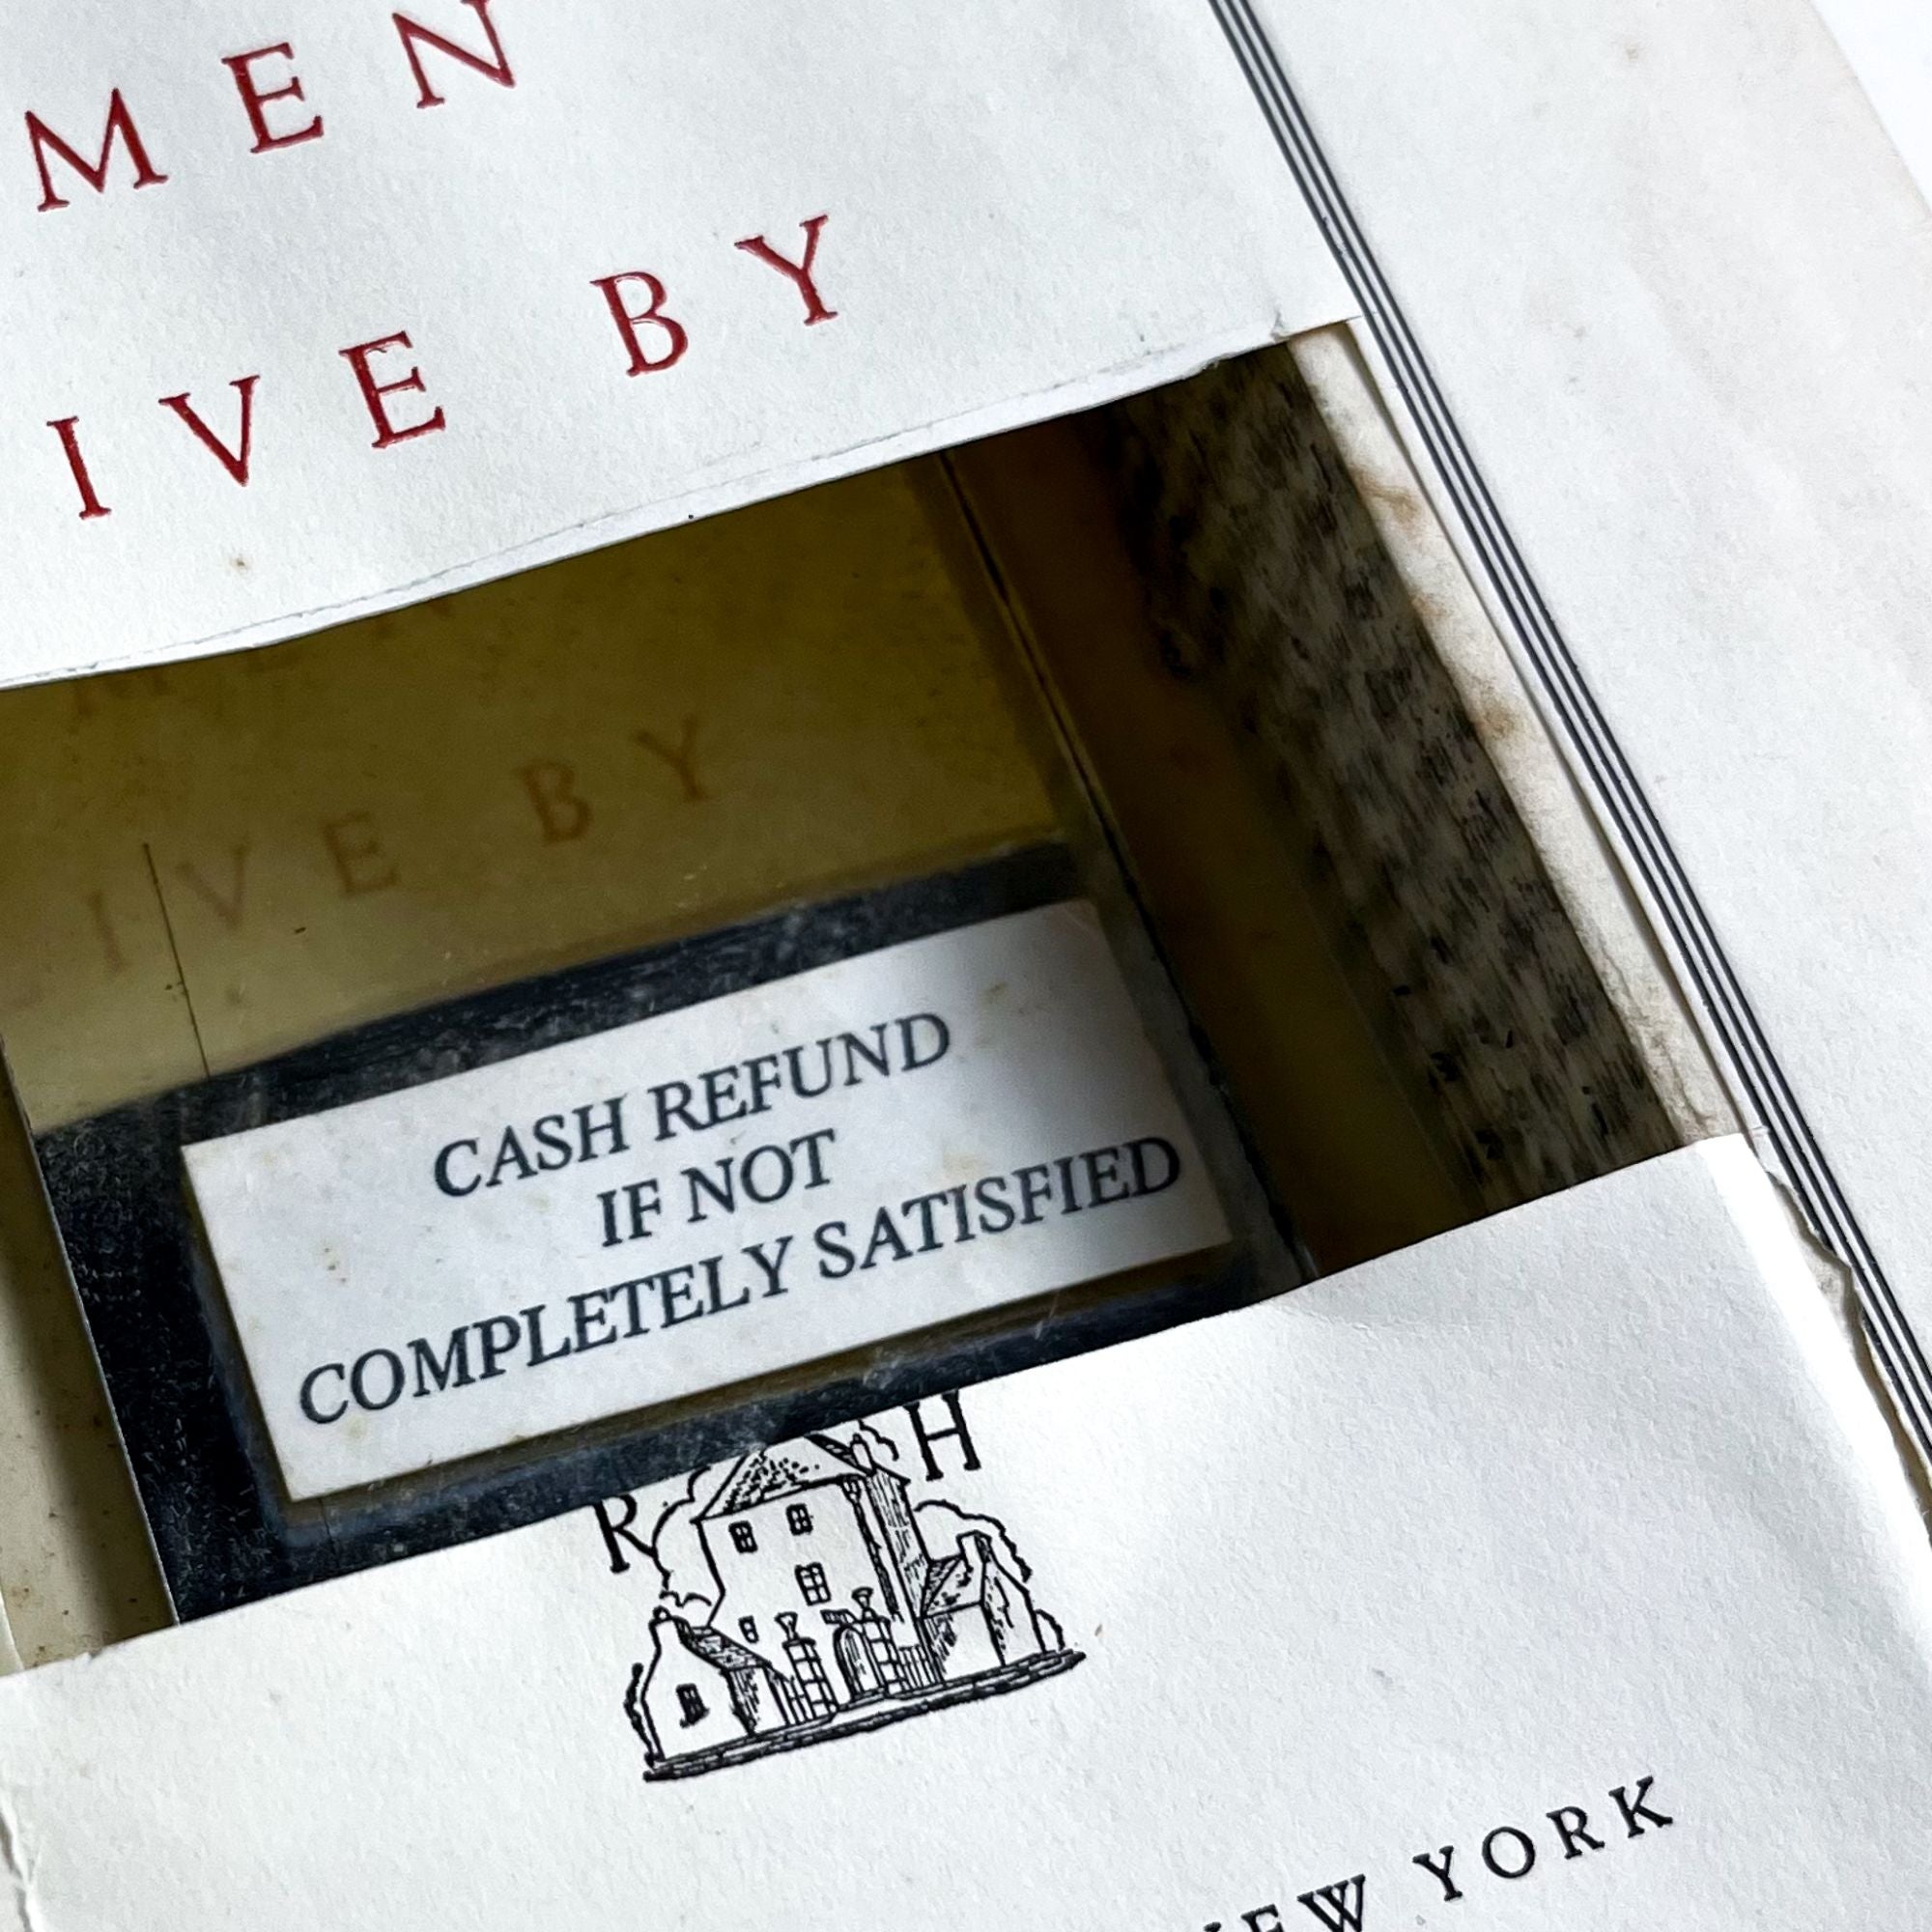 MEN
IVE BY
IVE BY
CASH REFUND
IF NOT
COMPLETELY SATISFIED
R H
EW YORK